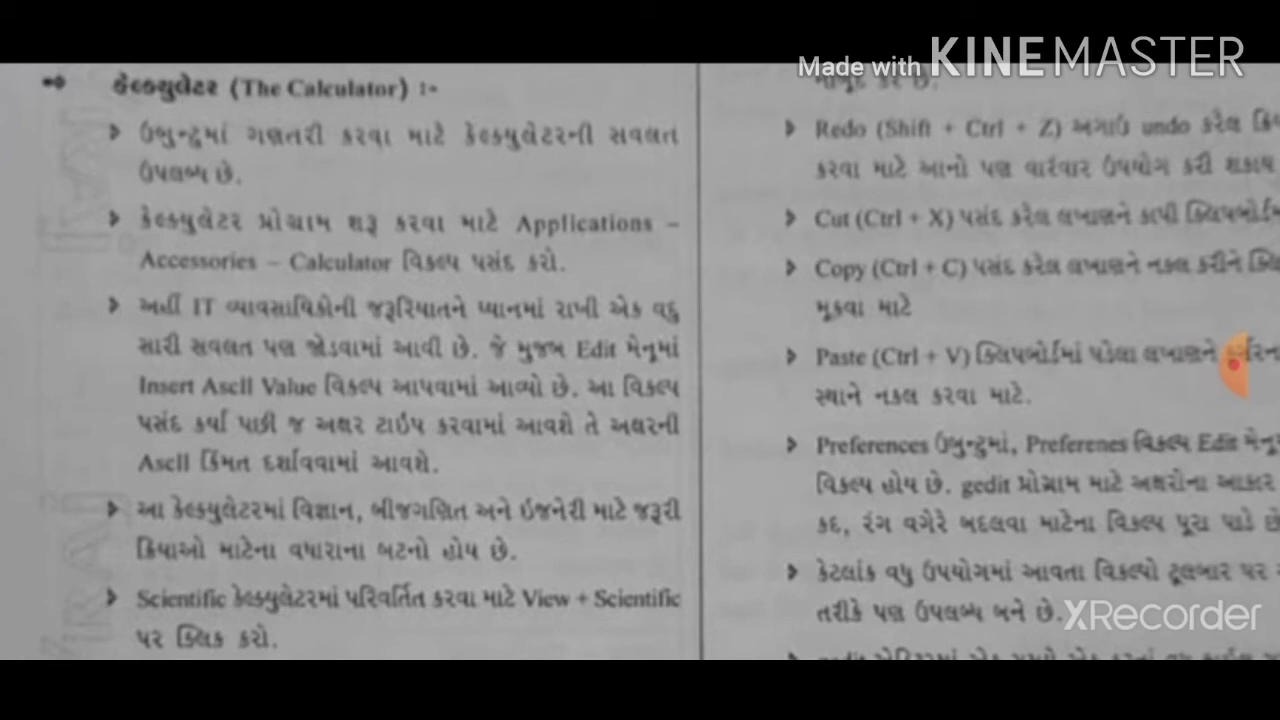 Made with KINEMASTER
કેલ્ક્યુલેટર (The Calculator) :-
ઉબુન્ટુમાં ગણતરી કરવા માટે કેલ્ક્યુલેટરની સવલત
ઉપલબ્ધ છે.
કેલ્ક્યુલેટર પ્રોગ્રામ શરૂ કરવા માટે Applications –
Accessories – Calculator વિકલ્પ પસંદ કરો.
અહીં IT વ્યાવસાયિકોની જરૂરિયાતને ધ્યાનમાં રાખી એક વધુ
સારી સવલત પણ જોડવામાં આવી છે. જે મુજબ Edit મેનૂમાં
Insert Ascll Value વિકલ્પ આપવામાં આવ્યો છે. આ વિકલ્પ
પસંદ કર્યા પાછી જ અક્ષર ટાઈપ કરવામાં આવશે તે અક્ષરની
Ascll કિંમત દર્શાવવામાં આવશે.
આ કેલ્ક્યુલેટરમાં વિજ્ઞાન, બીજગણિત અને ઇજનેરી માટે જરૂરી
ક્રિયાઓ માટેના વધારાના બટનો હોય છે.
Scientific કેલ્ક્યુલેટરમાં પરિવર્તિત કરવા માટે View + Scientific
પર ક્લિક કરો.
Redo (Shift + Ctrl + Z) અગાઉ undo કરેલ
કરવા માટે આનો પણ વારંવાર ઉપયોગ કરી શકાય
Cut (Ctrl + X) પસંદ કરેલ લખાણને કાપી
Copy (Ctrl + C) પસંદ કરેલ લખાણને નકલ કરીને
મૂકવા માટે
Paste (Ctrl + V) ક્લિપબોર્ડમાં પડેલા લખાણને
સ્થાને નકલ કરવા માટે.
Preferences ઉબુન્ટુમાં, Preferenes વિકલ્પ Edit
વિકલ્પ હોય છે. gedit પ્રોગ્રામ માટે અક્ષરોના આકાર
કદ, રંગ વગેરે બદલવા માટેના વિકલ્પ પૂરા પાડે
કેટલાંક વધુ ઉપયોગમાં આવતા વિકલ્પો ટૂલબાર પર
તરીકે પણ ઉપલબ્ધ બને છે.
XRecorder